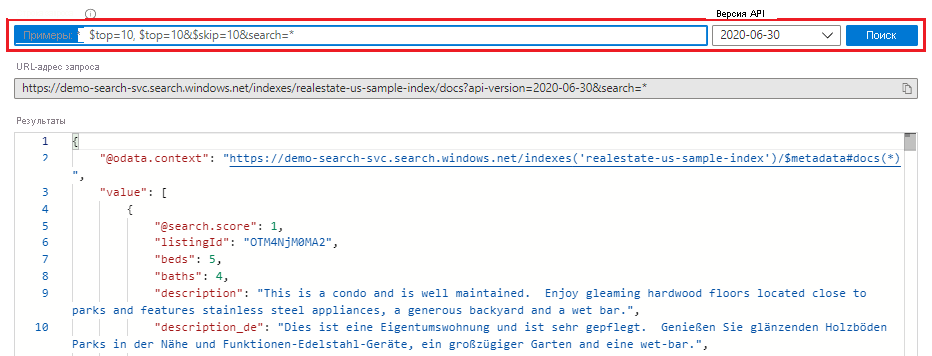 Версия API
Примеры: * $top=10, $top=10&$skip=10&search=*
2020-06-30
Поиск
URL-адрес запроса
https://demo-search-svc.search.windows.net/indexes/realestate-us-sample-index/docs?api-version=2020-06-30&search=*
Результаты
1 {
2 "@odata.context": "https://demo-search-svc.search.windows.net/indexes('realestate-us-sample-index')/$metadata#docs(*)
",
3 "value": [
4 {
5 "@search.score": 1,
6 "listingId": "OTM4NjM0MA2",
7 "beds": 5,
8 "baths": 4,
9 "description": "This is a condo and is well maintained.  Enjoy gleaming hardwood floors located close to
parks and features stainless steel appliances, a generous backyard and a wet bar.",
10 "description_de": "Dies ist eine Eigentumswohnung und ist sehr gepflegt.  Genießen Sie glänzenden Holzböden
Parks in der Nähe und Funktionen-Edelstahl-Geräte, ein großzügiger Garten und eine wet-bar.",